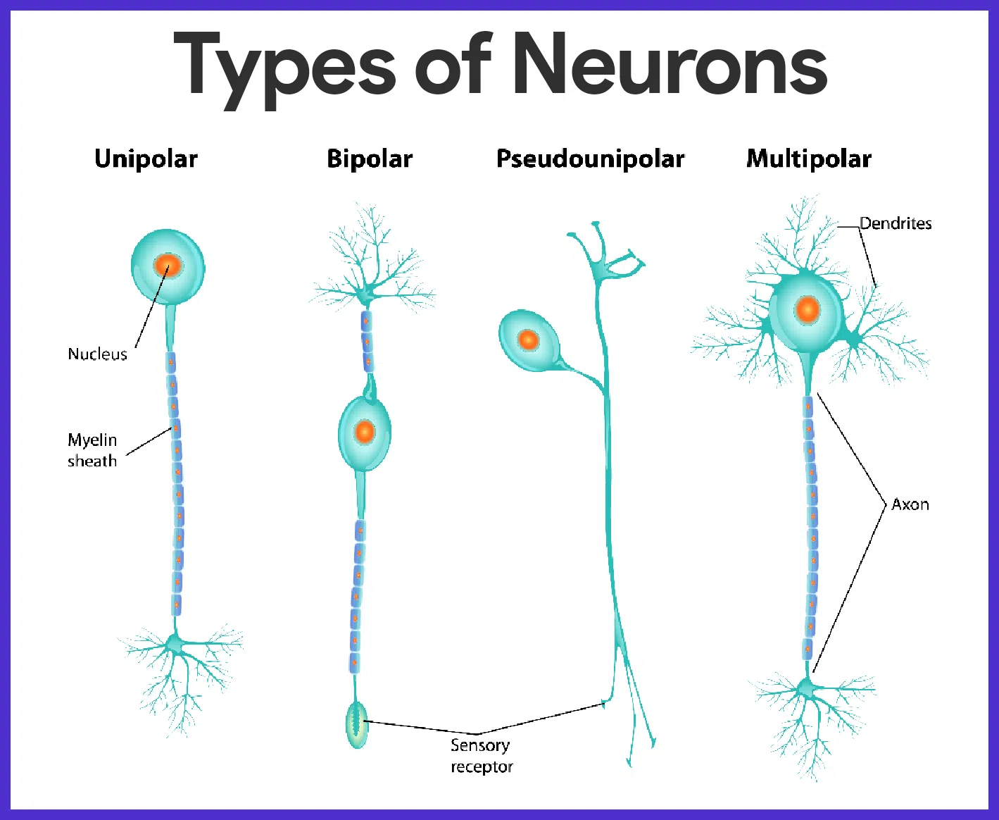 Types of Neurons
Unipolar
Bipolar
Pseudounipolar
Multipolar
Dendrites
Nucleus
Myelin
sheath
Axon
Sensory
receptor